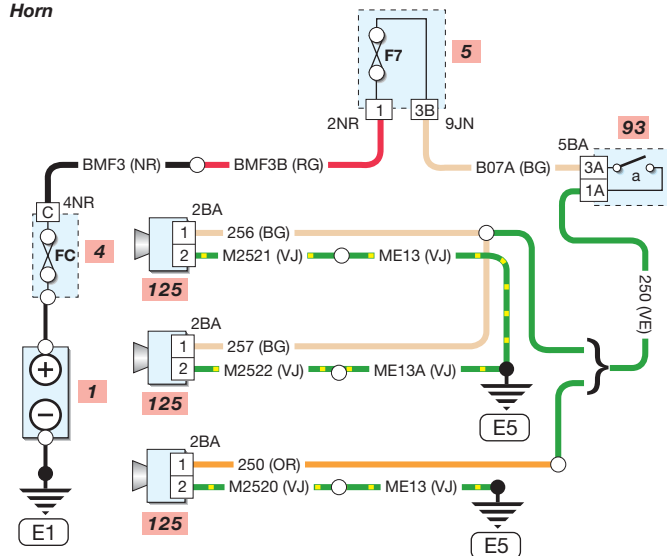 Horn
F7
5
1
3B
2NR
9JN
93
5BA
BMF3 (NR)
BMF3B (RG)
B07A (BG)
3A
a
1A
C
4NR
2BA
FC
4
1
256 (BG)
2
M2521 (VJ)
ME13 (VJ)
125
250 (VE)
2BA
1
257 (BG)
+
1
2
M2522 (VJ)
ME13A (VJ)
−
125
E5
2BA
1
250 (OR)
2
M2520 (VJ)
ME13 (VJ)
125
E1
E5